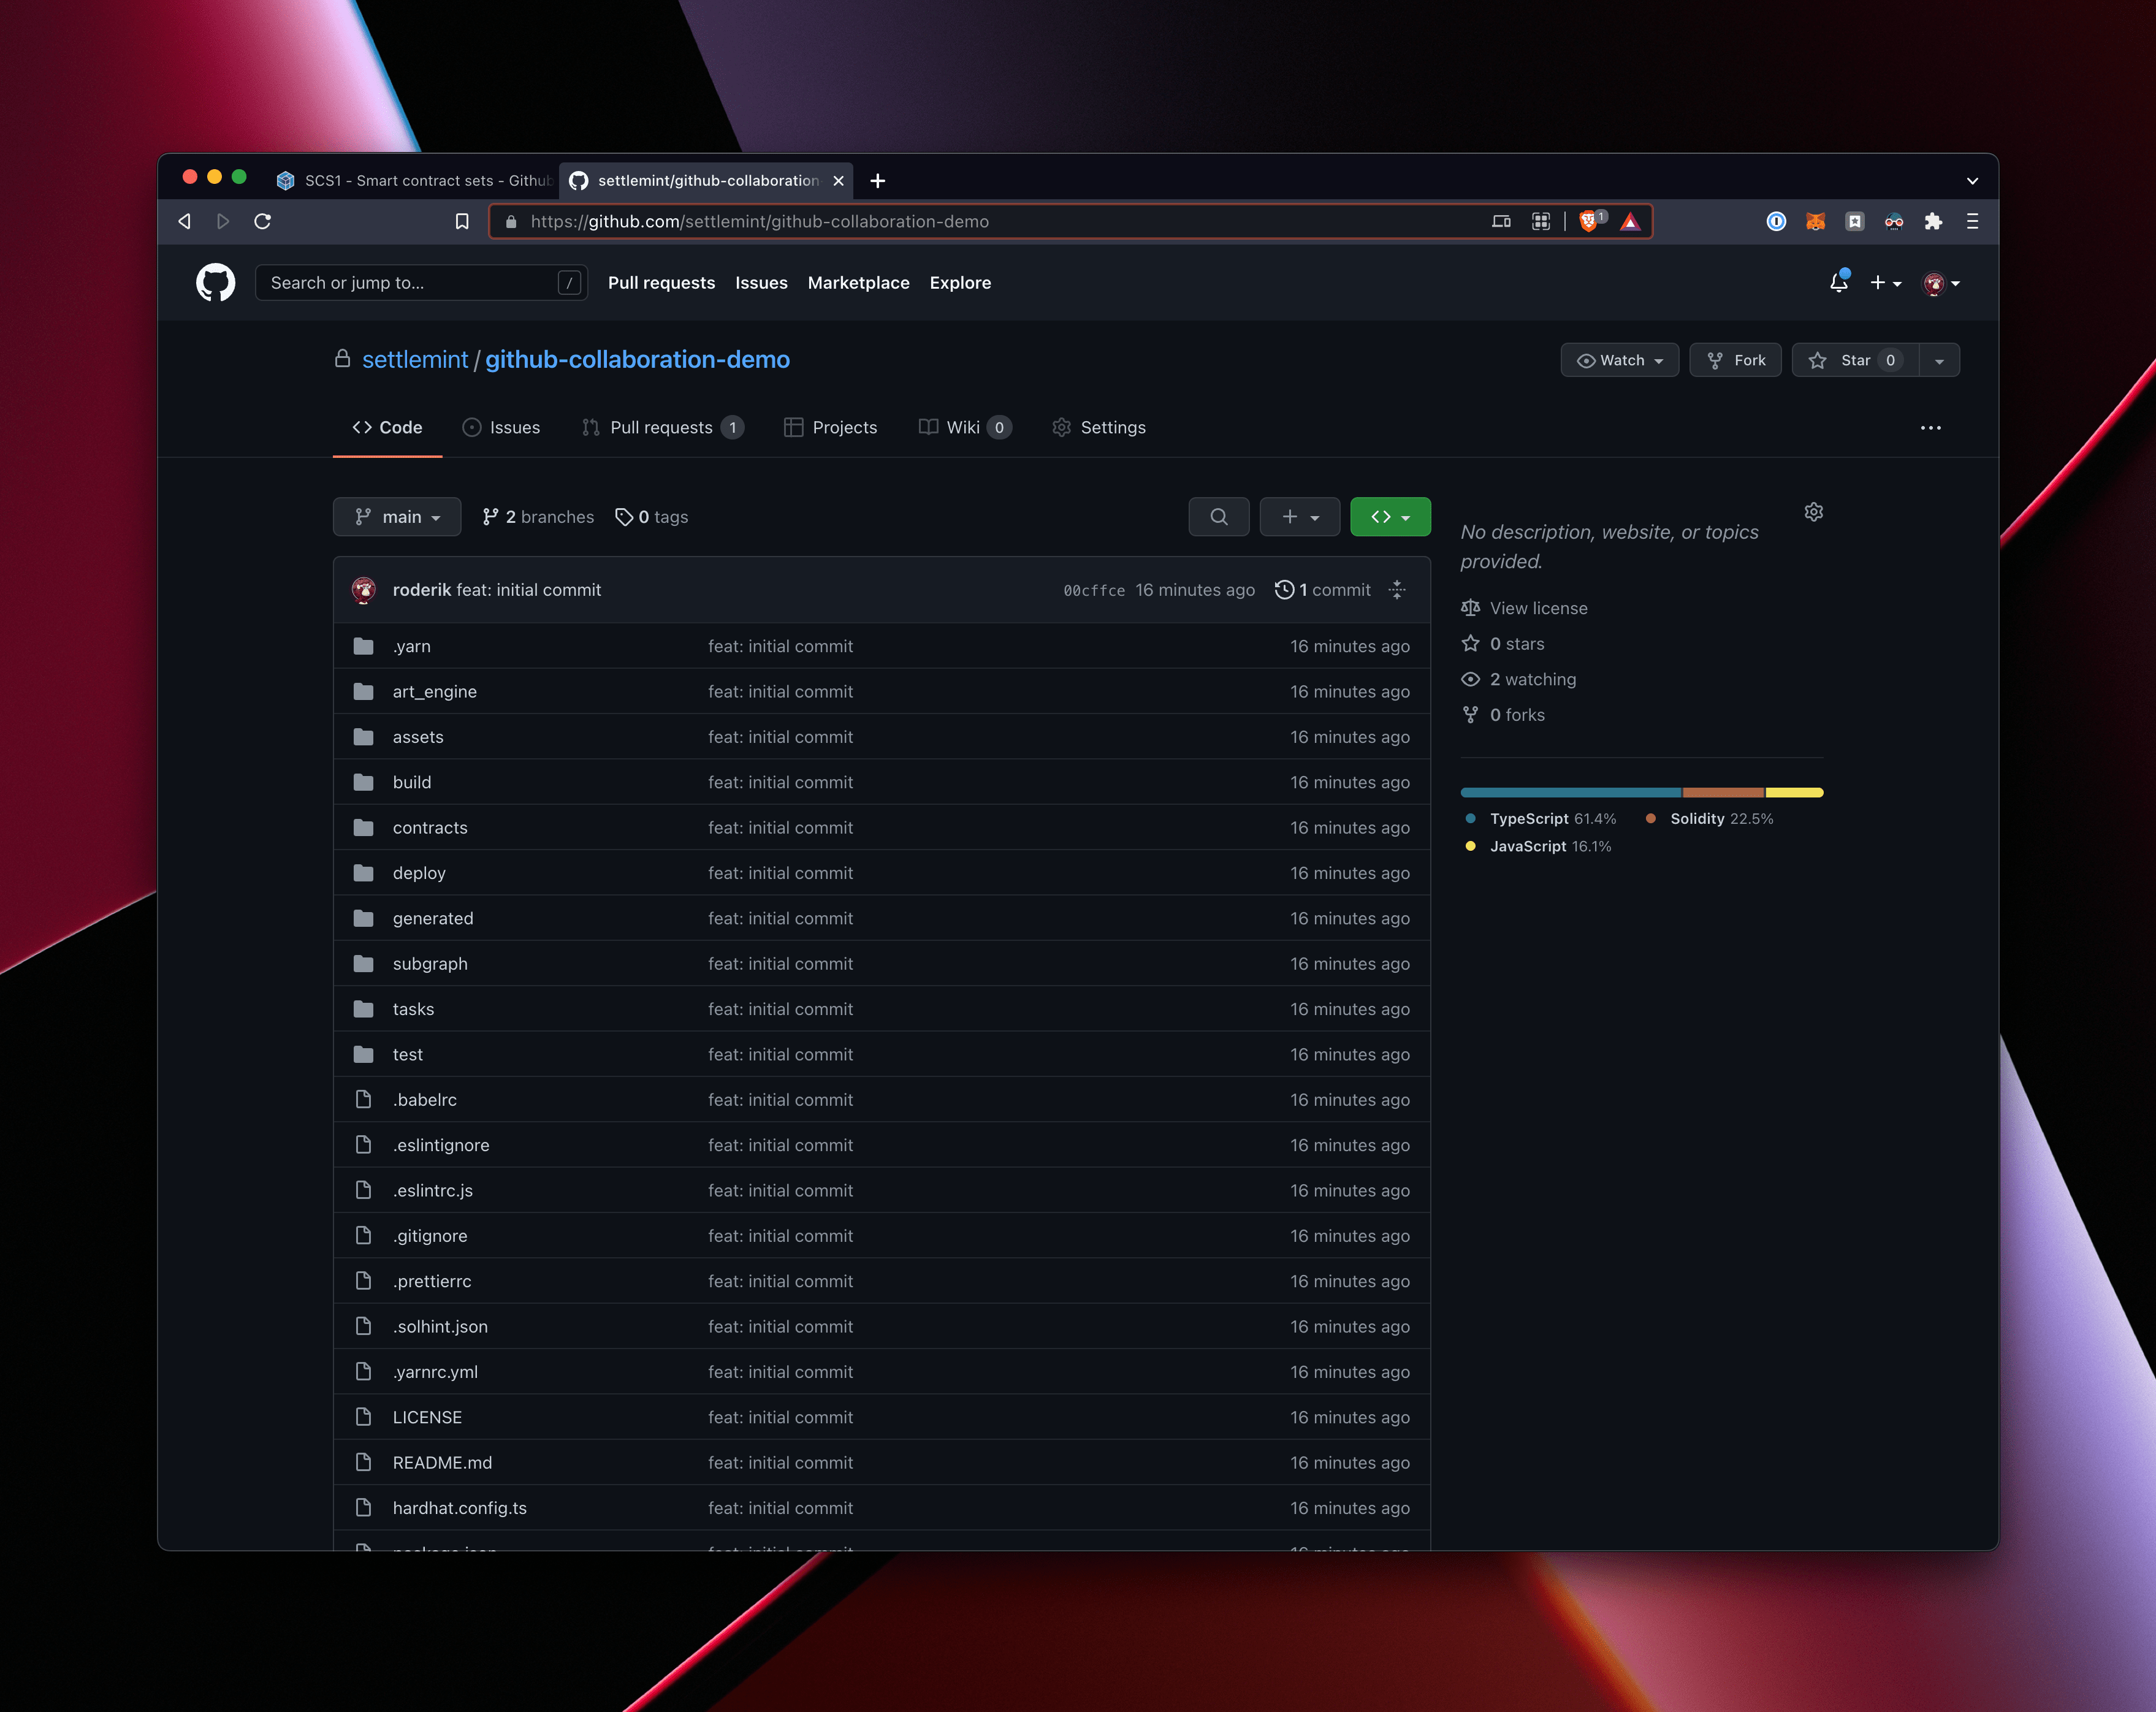 SCS1 - Smart contract sets - Github
settlemint/github-collaboration-
https://github.com/settlemint/github-collaboration-demo
1
Search or jump to...
/
Pull requests
Issues
Marketplace
Explore
settlemint / github-collaboration-demo
Watch
Fork
Star 0
Code
Issues
Pull requests 1
Projects
Wiki 0
Settings
main
2 branches
0 tags
No description, website, or topics
provided.
View license
0 stars
2 watching
0 forks
TypeScript 61.4%
Solidity 22.5%
JavaScript 16.1%
roderik feat: initial commit 00cffce 16 minutes ago 1 commit
.yarn feat: initial commit 16 minutes ago
art_engine feat: initial commit 16 minutes ago
assets feat: initial commit 16 minutes ago
build feat: initial commit 16 minutes ago
contracts feat: initial commit 16 minutes ago
deploy feat: initial commit 16 minutes ago
generated feat: initial commit 16 minutes ago
subgraph feat: initial commit 16 minutes ago
tasks feat: initial commit 16 minutes ago
test feat: initial commit 16 minutes ago
.babelrc feat: initial commit 16 minutes ago
.eslintignore feat: initial commit 16 minutes ago
.eslintrc.js feat: initial commit 16 minutes ago
.gitignore feat: initial commit 16 minutes ago
.prettierrc feat: initial commit 16 minutes ago
.solhint.json feat: initial commit 16 minutes ago
.yarnrc.yml feat: initial commit 16 minutes ago
LICENSE feat: initial commit 16 minutes ago
README.md feat: initial commit 16 minutes ago
hardhat.config.ts feat: initial commit 16 minutes ago
package.json feat: initial commit 16 minutes ago